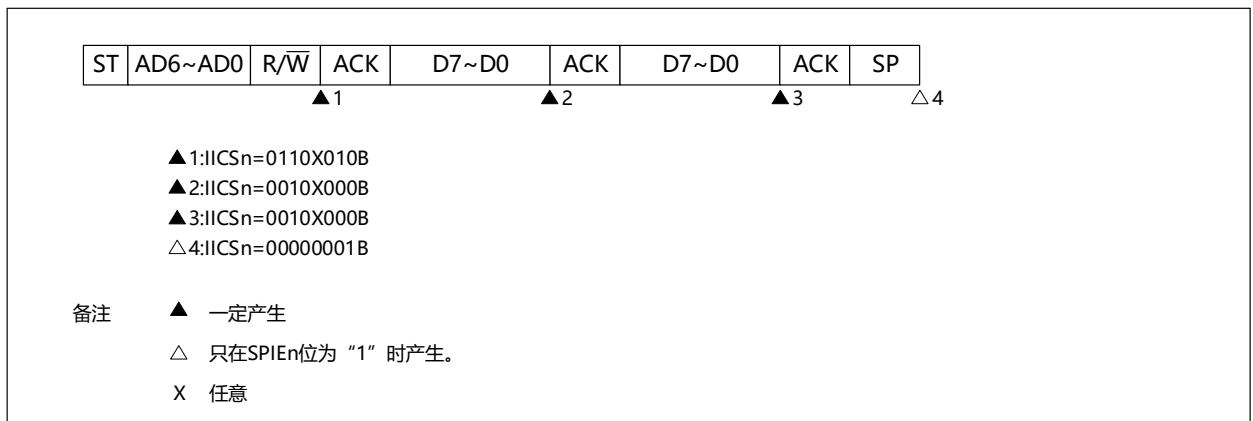 ST AD6~AD0 R/W̅ ACK D7~D0 ACK D7~D0 ACK SP
▲1 ▲2 ▲3 △4
▲1:IICSn=0110X010B
▲2:IICSn=0010X000B
▲3:IICSn=0010X000B
△4:IICSn=00000001B
备注 ▲ 一定产生
△ 只在SPIEn位为“1”时产生。
X 任意